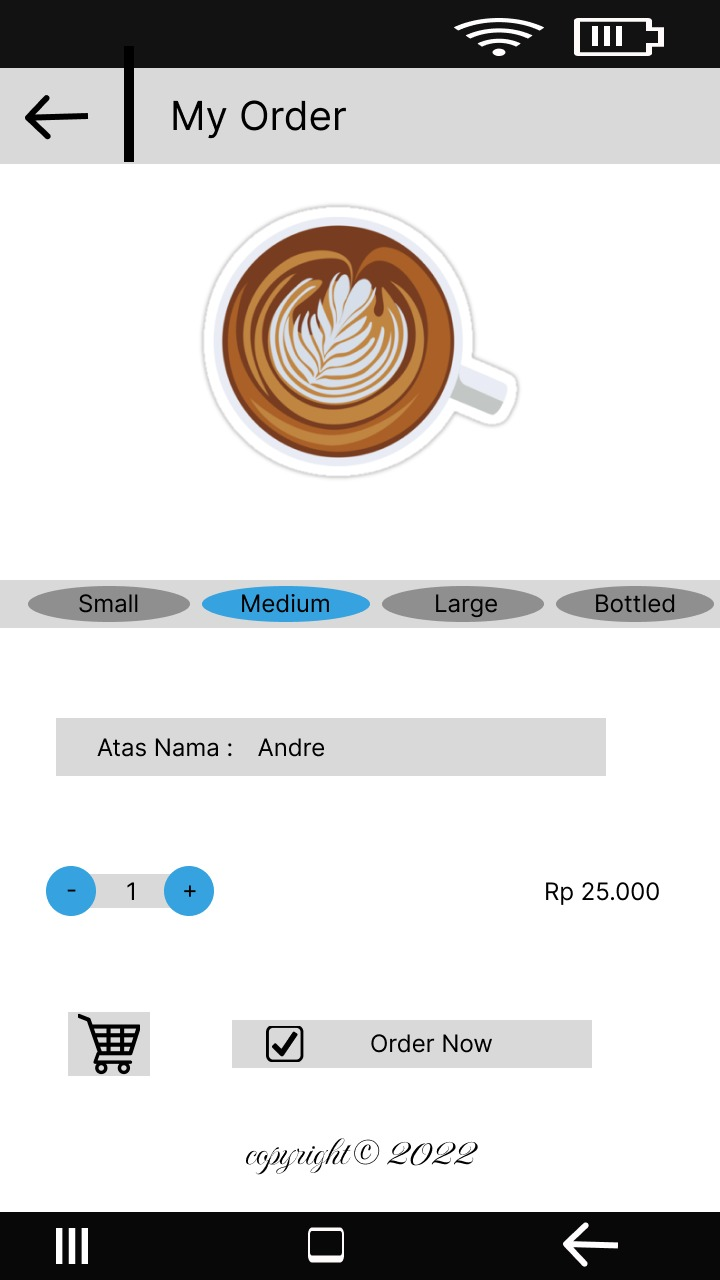 My Order
Small Medium Large Bottled
Atas Nama : Andre
- 1 + Rp 25.000
Order Now
copyright© 2022